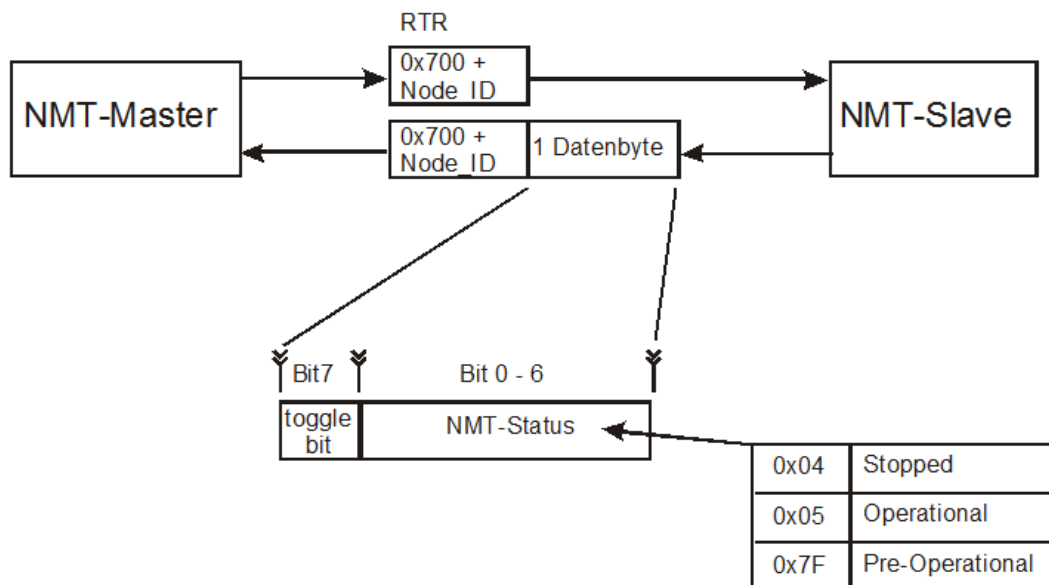 RTR
NMT-Master
0x700 +
Node_ID
NMT-Slave
0x700 +
Node_ID
1 Datenbyte
Bit7
Bit 0 - 6
toggle
bit
NMT-Status
0x04 Stopped
0x05 Operational
0x7F Pre-Operational